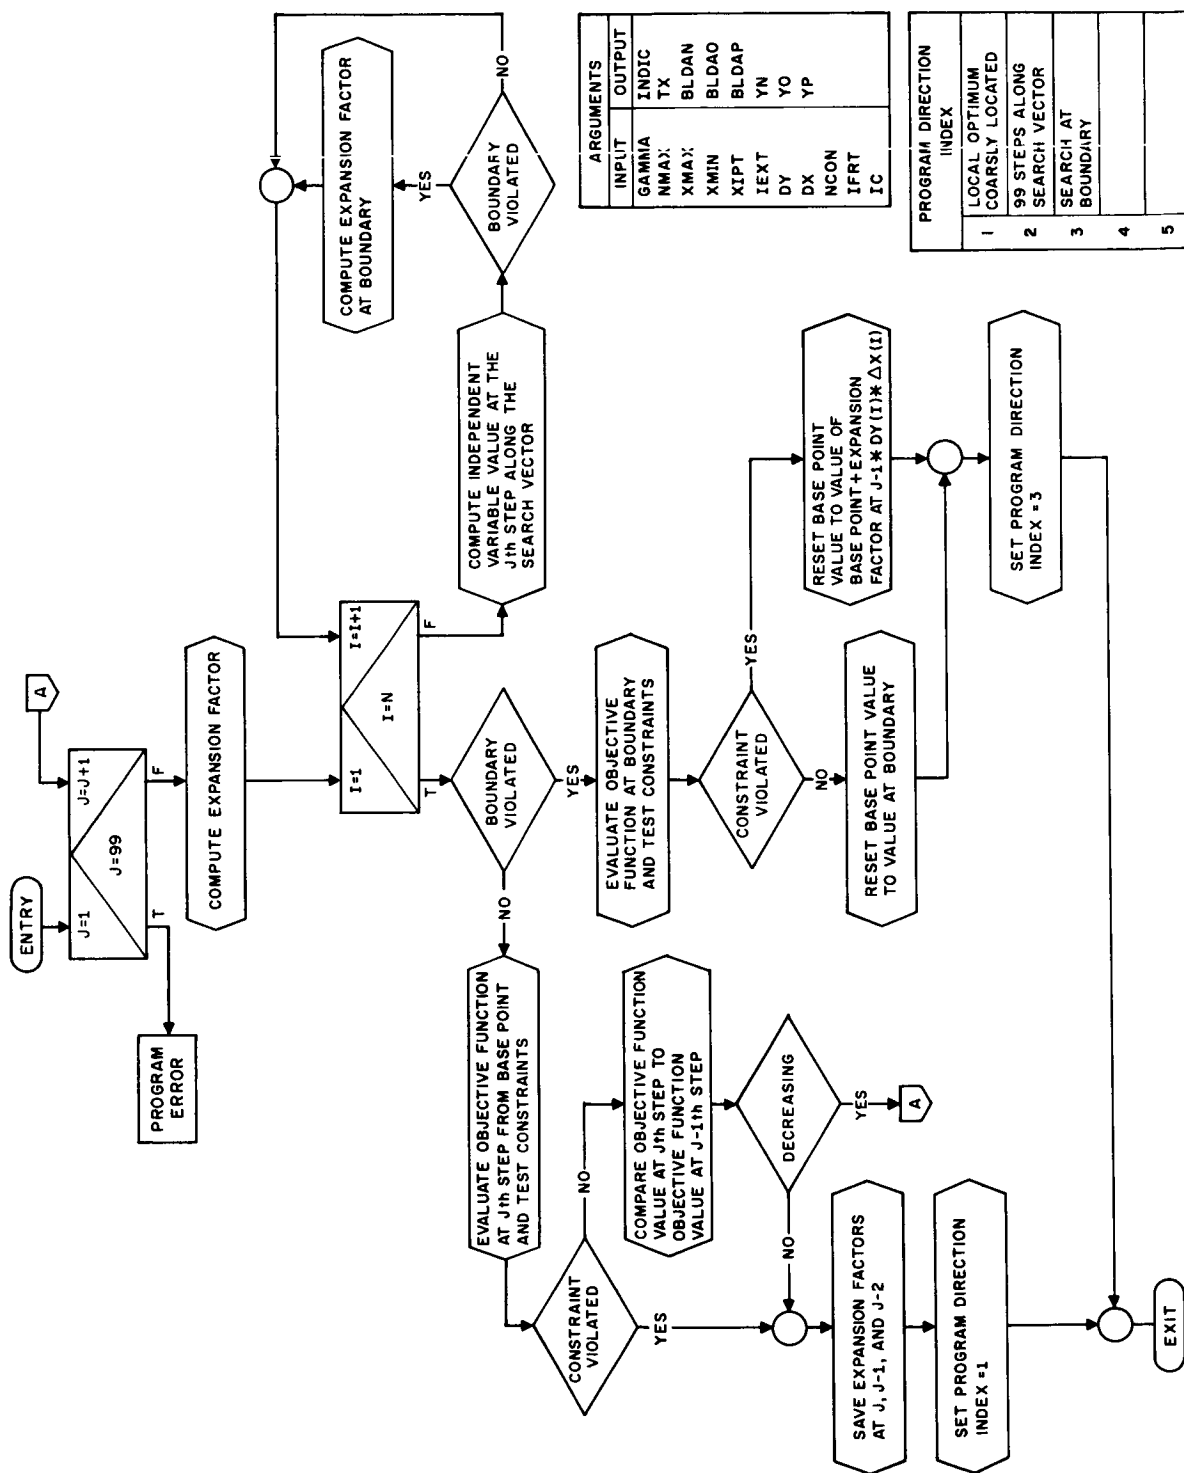 ENTRY
A
J=1
J=J+1
J=99
T
F
PROGRAM
ERROR
COMPUTE EXPANSION FACTOR
I=1
I=I+1
I=N
T
F
COMPUTE INDEPENDENT
VARIABLE VALUE AT THE
Jth STEP ALONG THE
SEARCH VECTOR
BOUNDARY
VIOLATED
YES
NO
COMPUTE EXPANSION FACTOR
AT BOUNDARY
BOUNDARY
VIOLATED
NO
YES
EVALUATE OBJECTIVE FUNCTION
AT Jth STEP FROM BASE POINT
AND TEST CONSTRAINTS
EVALUATE OBJECTIVE
FUNCTION AT BOUNDARY
AND TEST CONSTRAINTS
CONSTRAINT
VIOLATED
NO
YES
COMPARE OBJECTIVE FUNCTION
VALUE AT Jth STEP TO
OBJECTIVE FUNCTION
VALUE AT J-1th STEP
DECREASING
NO
YES
A
CONSTRAINT
VIOLATED
YES
NO
RESET BASE POINT
VALUE TO VALUE OF
BASE POINT+EXPANSION
FACTOR AT J-1*DY(I)*ΔX(I)
RESET BASE POINT VALUE
TO VALUE AT BOUNDARY
SAVE EXPANSION FACTORS
AT J, J-1, AND J-2
SET PROGRAM DIRECTION
INDEX =1
SET PROGRAM DIRECTION
INDEX =3
EXIT
ARGUMENTS
INPUT OUTPUT
GAMMA INDIC
NMAX TX
XMAX BLDAN
XMIN BLDAO
XIPT BLDAP
IEXT YN
DY YO
DX YP
NCON
IFRT
IC
PROGRAM DIRECTION
INDEX
1 LOCAL OPTIMUM
COARSLY LOCATED
2 99 STEPS ALONG
SEARCH VECTOR
3 SEARCH AT
BOUNDARY
4
5